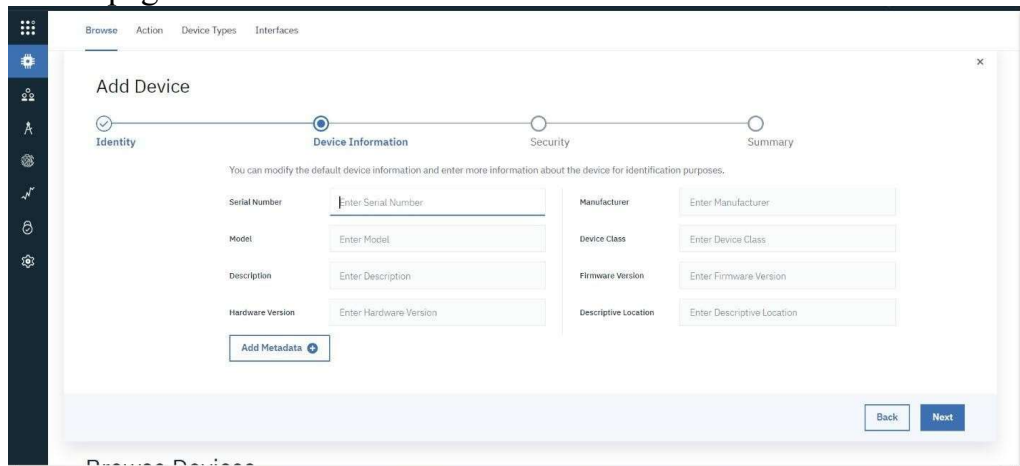 Browse Action Device Types Interfaces
Add Device
Identity Device Information Security Summary
You can modify the default device information and enter more information about the device for identification purposes.
Serial Number Enter Serial Number Manufacturer Enter Manufacturer
Model Enter Model Device Class Enter Device Class
Description Enter Description Firmware Version Enter Firmware Version
Hardware Version Enter Hardware Version Descriptive Location Enter Descriptive Location
Add Metadata
Back Next
Browse Devices